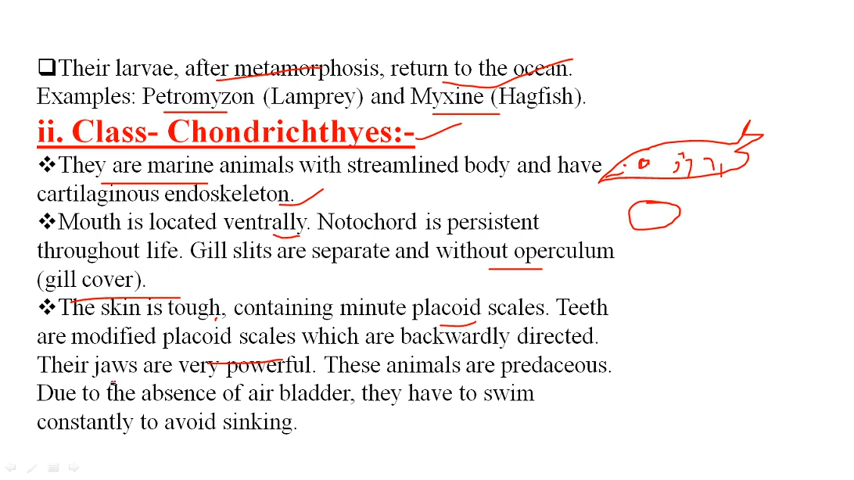 ❑Their larvae, after metamorphosis, return to the ocean.
Examples: Petromyzon (Lamprey) and Myxine (Hagfish).
ii. Class- Chondrichthyes:-
❖They are marine animals with streamlined body and have
cartilaginous endoskeleton.
❖Mouth is located ventrally. Notochord is persistent
throughout life. Gill slits are separate and without operculum
(gill cover).
❖The skin is tough, containing minute placoid scales. Teeth
are modified placoid scales which are backwardly directed.
Their jaws are very powerful. These animals are predaceous.
Due to the absence of air bladder, they have to swim
constantly to avoid sinking.